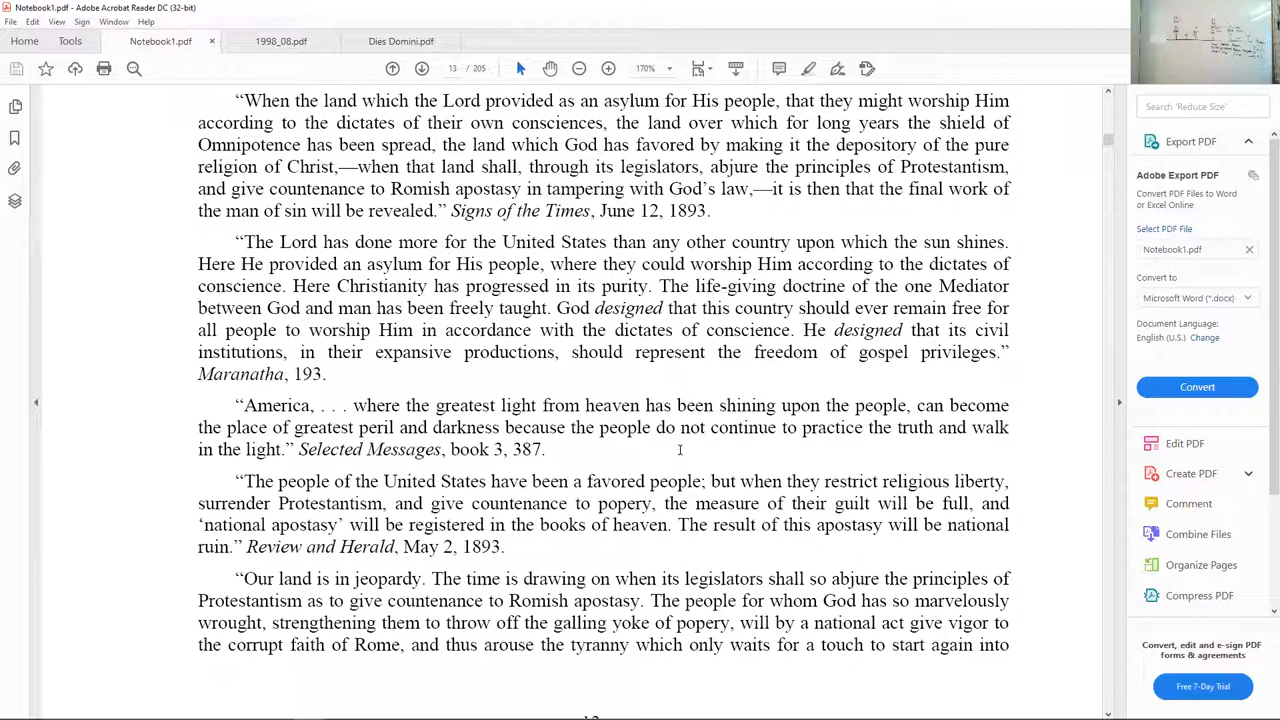 Notebook1.pdf - Adobe Acrobat Reader DC (32-bit)
File Edit View Sign Window Help
Home Tools Notebook1.pdf × 1998_08.pdf Dies Domini.pdf
13 / 205 170%
“When the land which the Lord provided as an asylum for His people, that they might worship Him
according to the dictates of their own consciences, the land over which for long years the shield of
Omnipotence has been spread, the land which God has favored by making it the depository of the pure
religion of Christ,—when that land shall, through its legislators, abjure the principles of Protestantism,
and give countenance to Romish apostasy in tampering with God’s law,—it is then that the final work of
the man of sin will be revealed.” Signs of the Times, June 12, 1893.
“The Lord has done more for the United States than any other country upon which the sun shines.
Here He provided an asylum for His people, where they could worship Him according to the dictates of
conscience. Here Christianity has progressed in its purity. The life-giving doctrine of the one Mediator
between God and man has been freely taught. God designed that this country should ever remain free for
all people to worship Him in accordance with the dictates of conscience. He designed that its civil
institutions, in their expansive productions, should represent the freedom of gospel privileges.”
Maranatha, 193.
“America, . . . where the greatest light from heaven has been shining upon the people, can become
the place of greatest peril and darkness because the people do not continue to practice the truth and walk
in the light.” Selected Messages, book 3, 387.
“The people of the United States have been a favored people; but when they restrict religious liberty,
surrender Protestantism, and give countenance to popery, the measure of their guilt will be full, and
‘national apostasy’ will be registered in the books of heaven. The result of this apostasy will be national
ruin.” Review and Herald, May 2, 1893.
“Our land is in jeopardy. The time is drawing on when its legislators shall so abjure the principles of
Protestantism as to give countenance to Romish apostasy. The people for whom God has so marvelously
wrought, strengthening them to throw off the galling yoke of popery, will by a national act give vigor to
the corrupt faith of Rome, and thus arouse the tyranny which only waits for a touch to start again into
Search 'Reduce Size'
Export PDF
Adobe Export PDF
Convert PDF Files to Word
or Excel Online
Select PDF File
Notebook1.pdf
Convert to
Microsoft Word (*.docx)
Document Language:
English (U.S.) Change
Convert
Edit PDF
Create PDF
Comment
Combine Files
Organize Pages
Compress PDF
Convert, edit and e-sign PDF
forms & agreements
Free 7-Day Trial